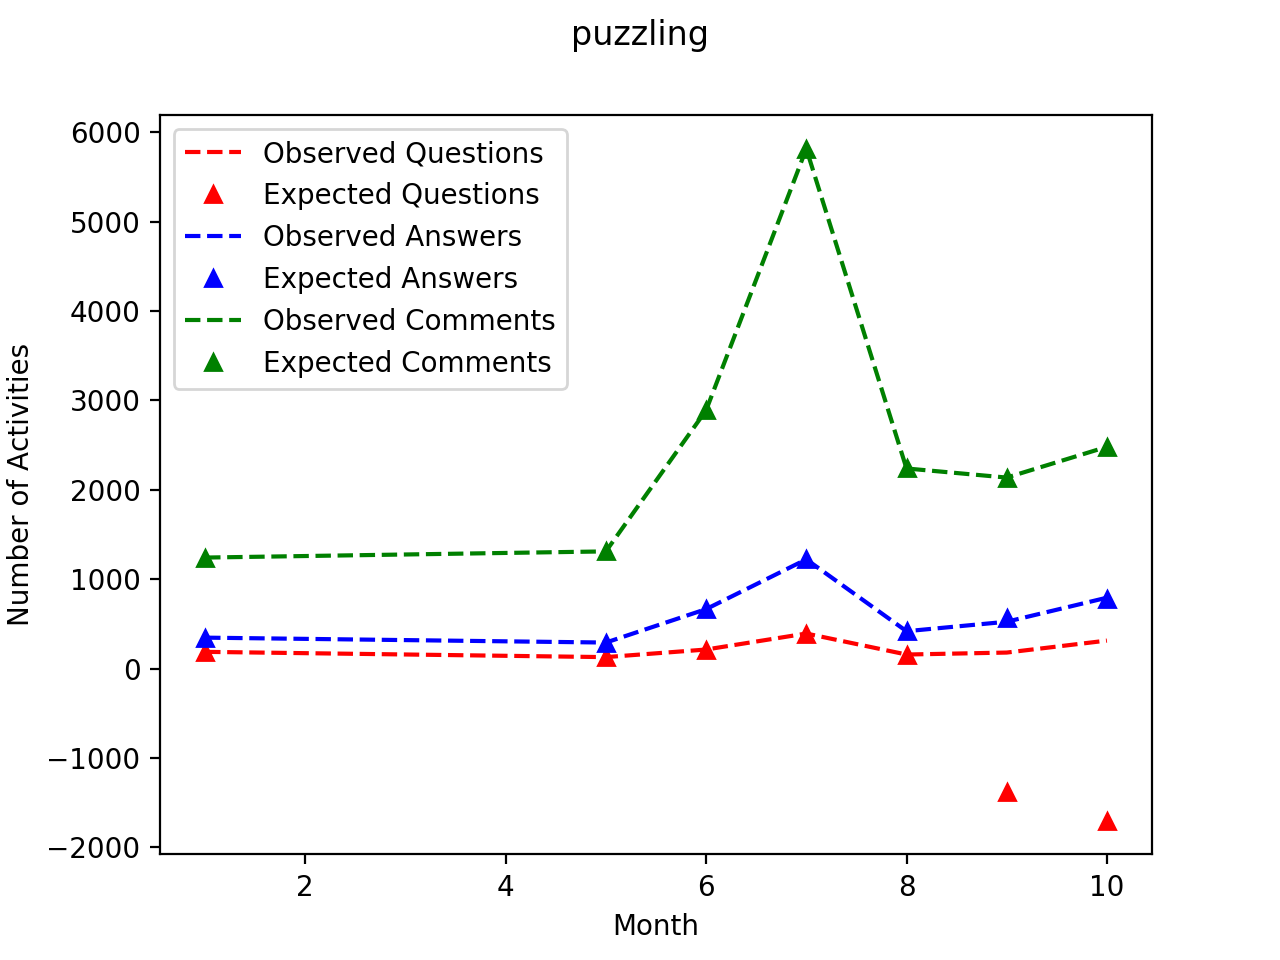 puzzling
6000
5000
4000
3000
2000
1000
0
−1000
−2000
Number of Activities
Observed Questions
Expected Questions
Observed Answers
Expected Answers
Observed Comments
Expected Comments
2 4 6 8 10
Month